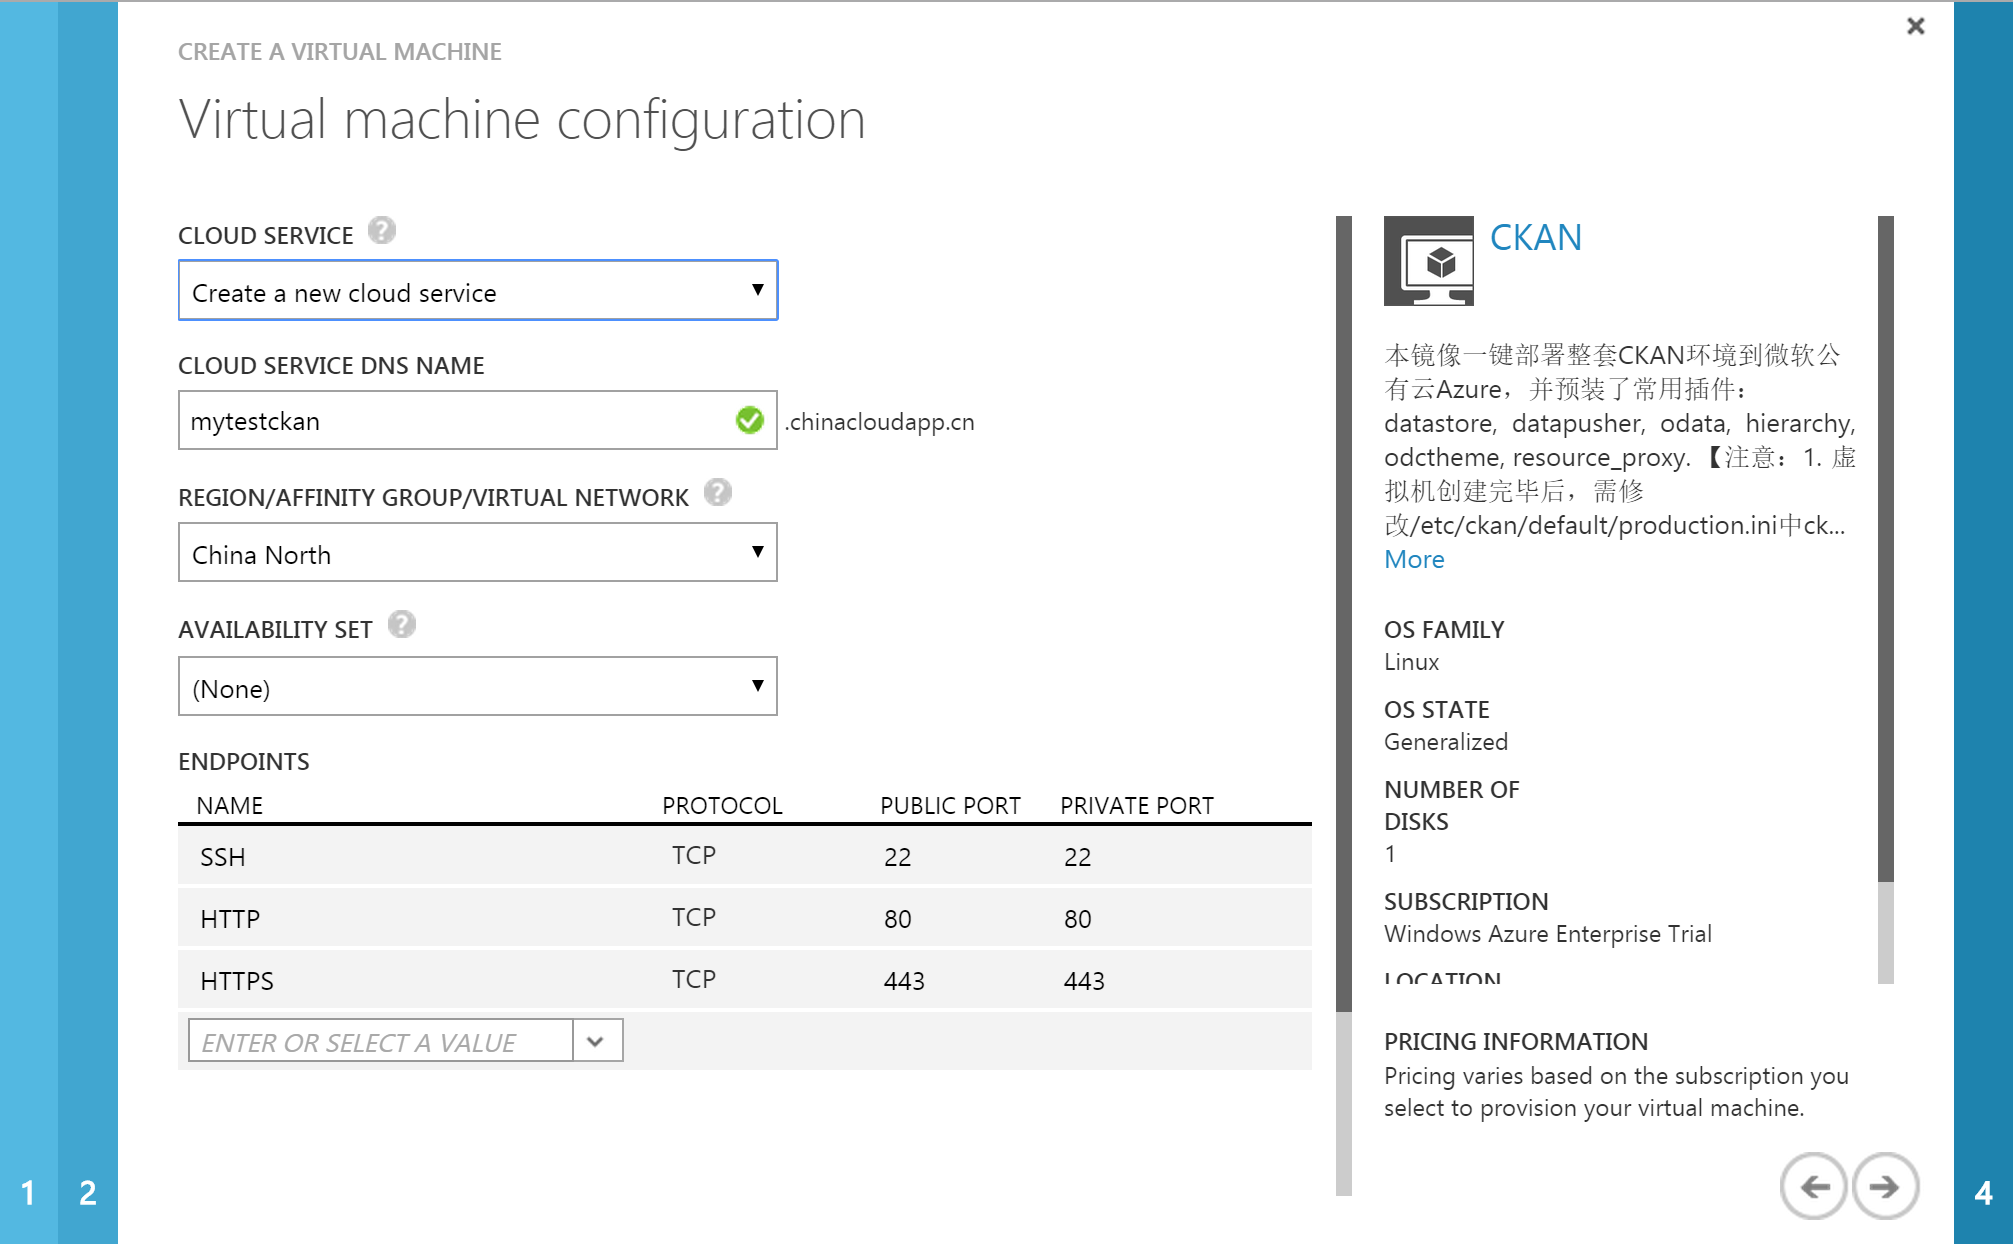 CREATE A VIRTUAL MACHINE
Virtual machine configuration
CLOUD SERVICE ?
Create a new cloud service
CLOUD SERVICE DNS NAME
mytestckan .chinacloudapp.cn
REGION/AFFINITY GROUP/VIRTUAL NETWORK ?
China North
AVAILABILITY SET ?
(None)
ENDPOINTS
NAME PROTOCOL PUBLIC PORT PRIVATE PORT
SSH TCP 22 22
HTTP TCP 80 80
HTTPS TCP 443 443
ENTER OR SELECT A VALUE
CKAN
本镜像一键部署整套CKAN环境到微软公
有云Azure，并预装了常用插件：
datastore, datapusher, odata, hierarchy,
odctheme, resource_proxy. 【注意：1. 虚
拟机创建完毕后，需修
改/etc/ckan/default/production.ini中ck...
More
OS FAMILY
Linux
OS STATE
Generalized
NUMBER OF
DISKS
1
SUBSCRIPTION
Windows Azure Enterprise Trial
LOCATION
PRICING INFORMATION
Pricing varies based on the subscription you
select to provision your virtual machine.
1 2 4